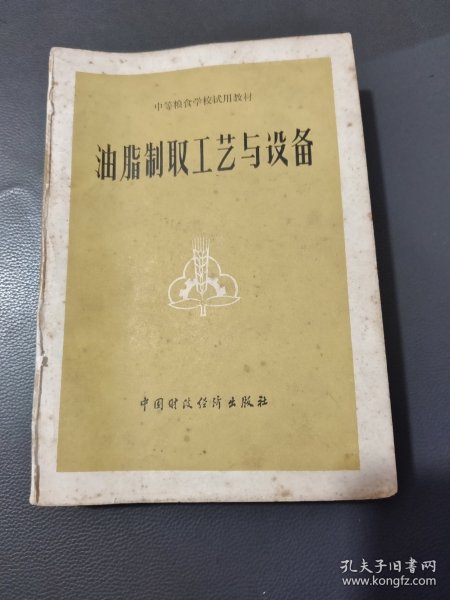 中等粮食学校试用教材
油脂制取工艺与设备
中国财政经济出版社
孔夫子旧书网
www.kongfz.com